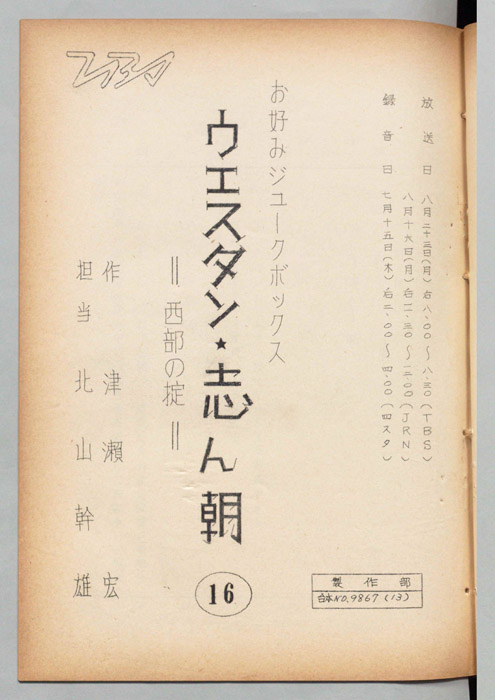 放送日 八月二十三日(月)后八.〇〇〜八.三〇(TBS)
八月十六日(月)后一一.三〇〜一二.〇〇(JRN)
録音日 七月十五日(木)后二.〇〇〜四.〇〇(四スタ)
お好みジュークボックス
ウエスタン・志ん朝
＝西部の掟＝
16
作 津瀬 宏
担当 北山幹雄
製作部
台本NO.9867(13)